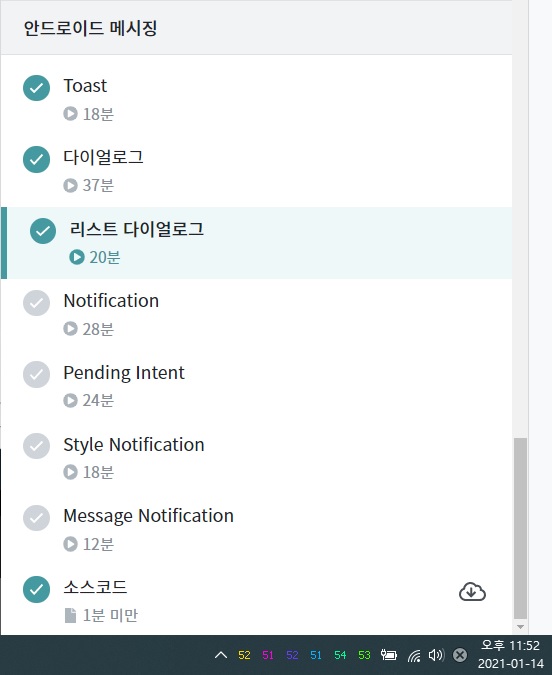 안드로이드 메시징
Toast
18분
다이얼로그
37분
리스트 다이얼로그
20분
Notification
28분
Pending Intent
24분
Style Notification
18분
Message Notification
12분
소스코드
1분 미만
52 51 52 51 54 53 오후 11:52
2021-01-14